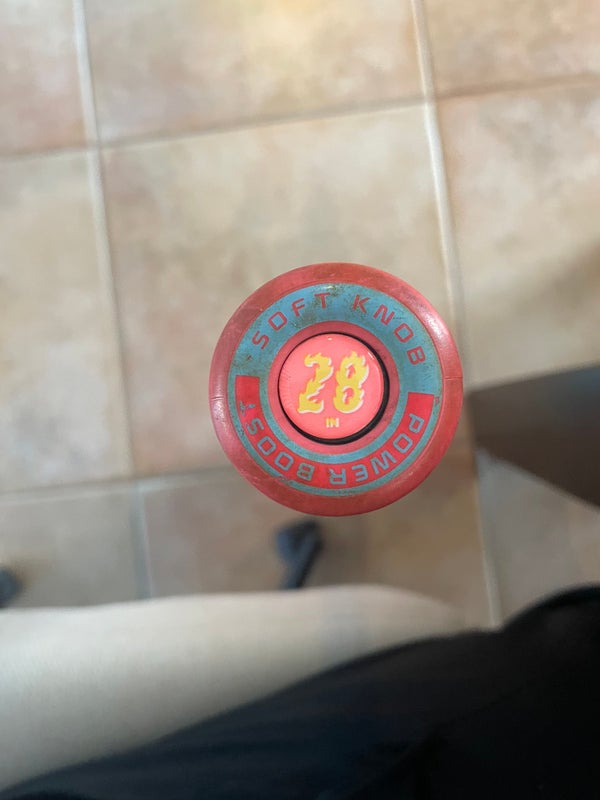 SOFT KNOB
28
IN
POWER BOOST